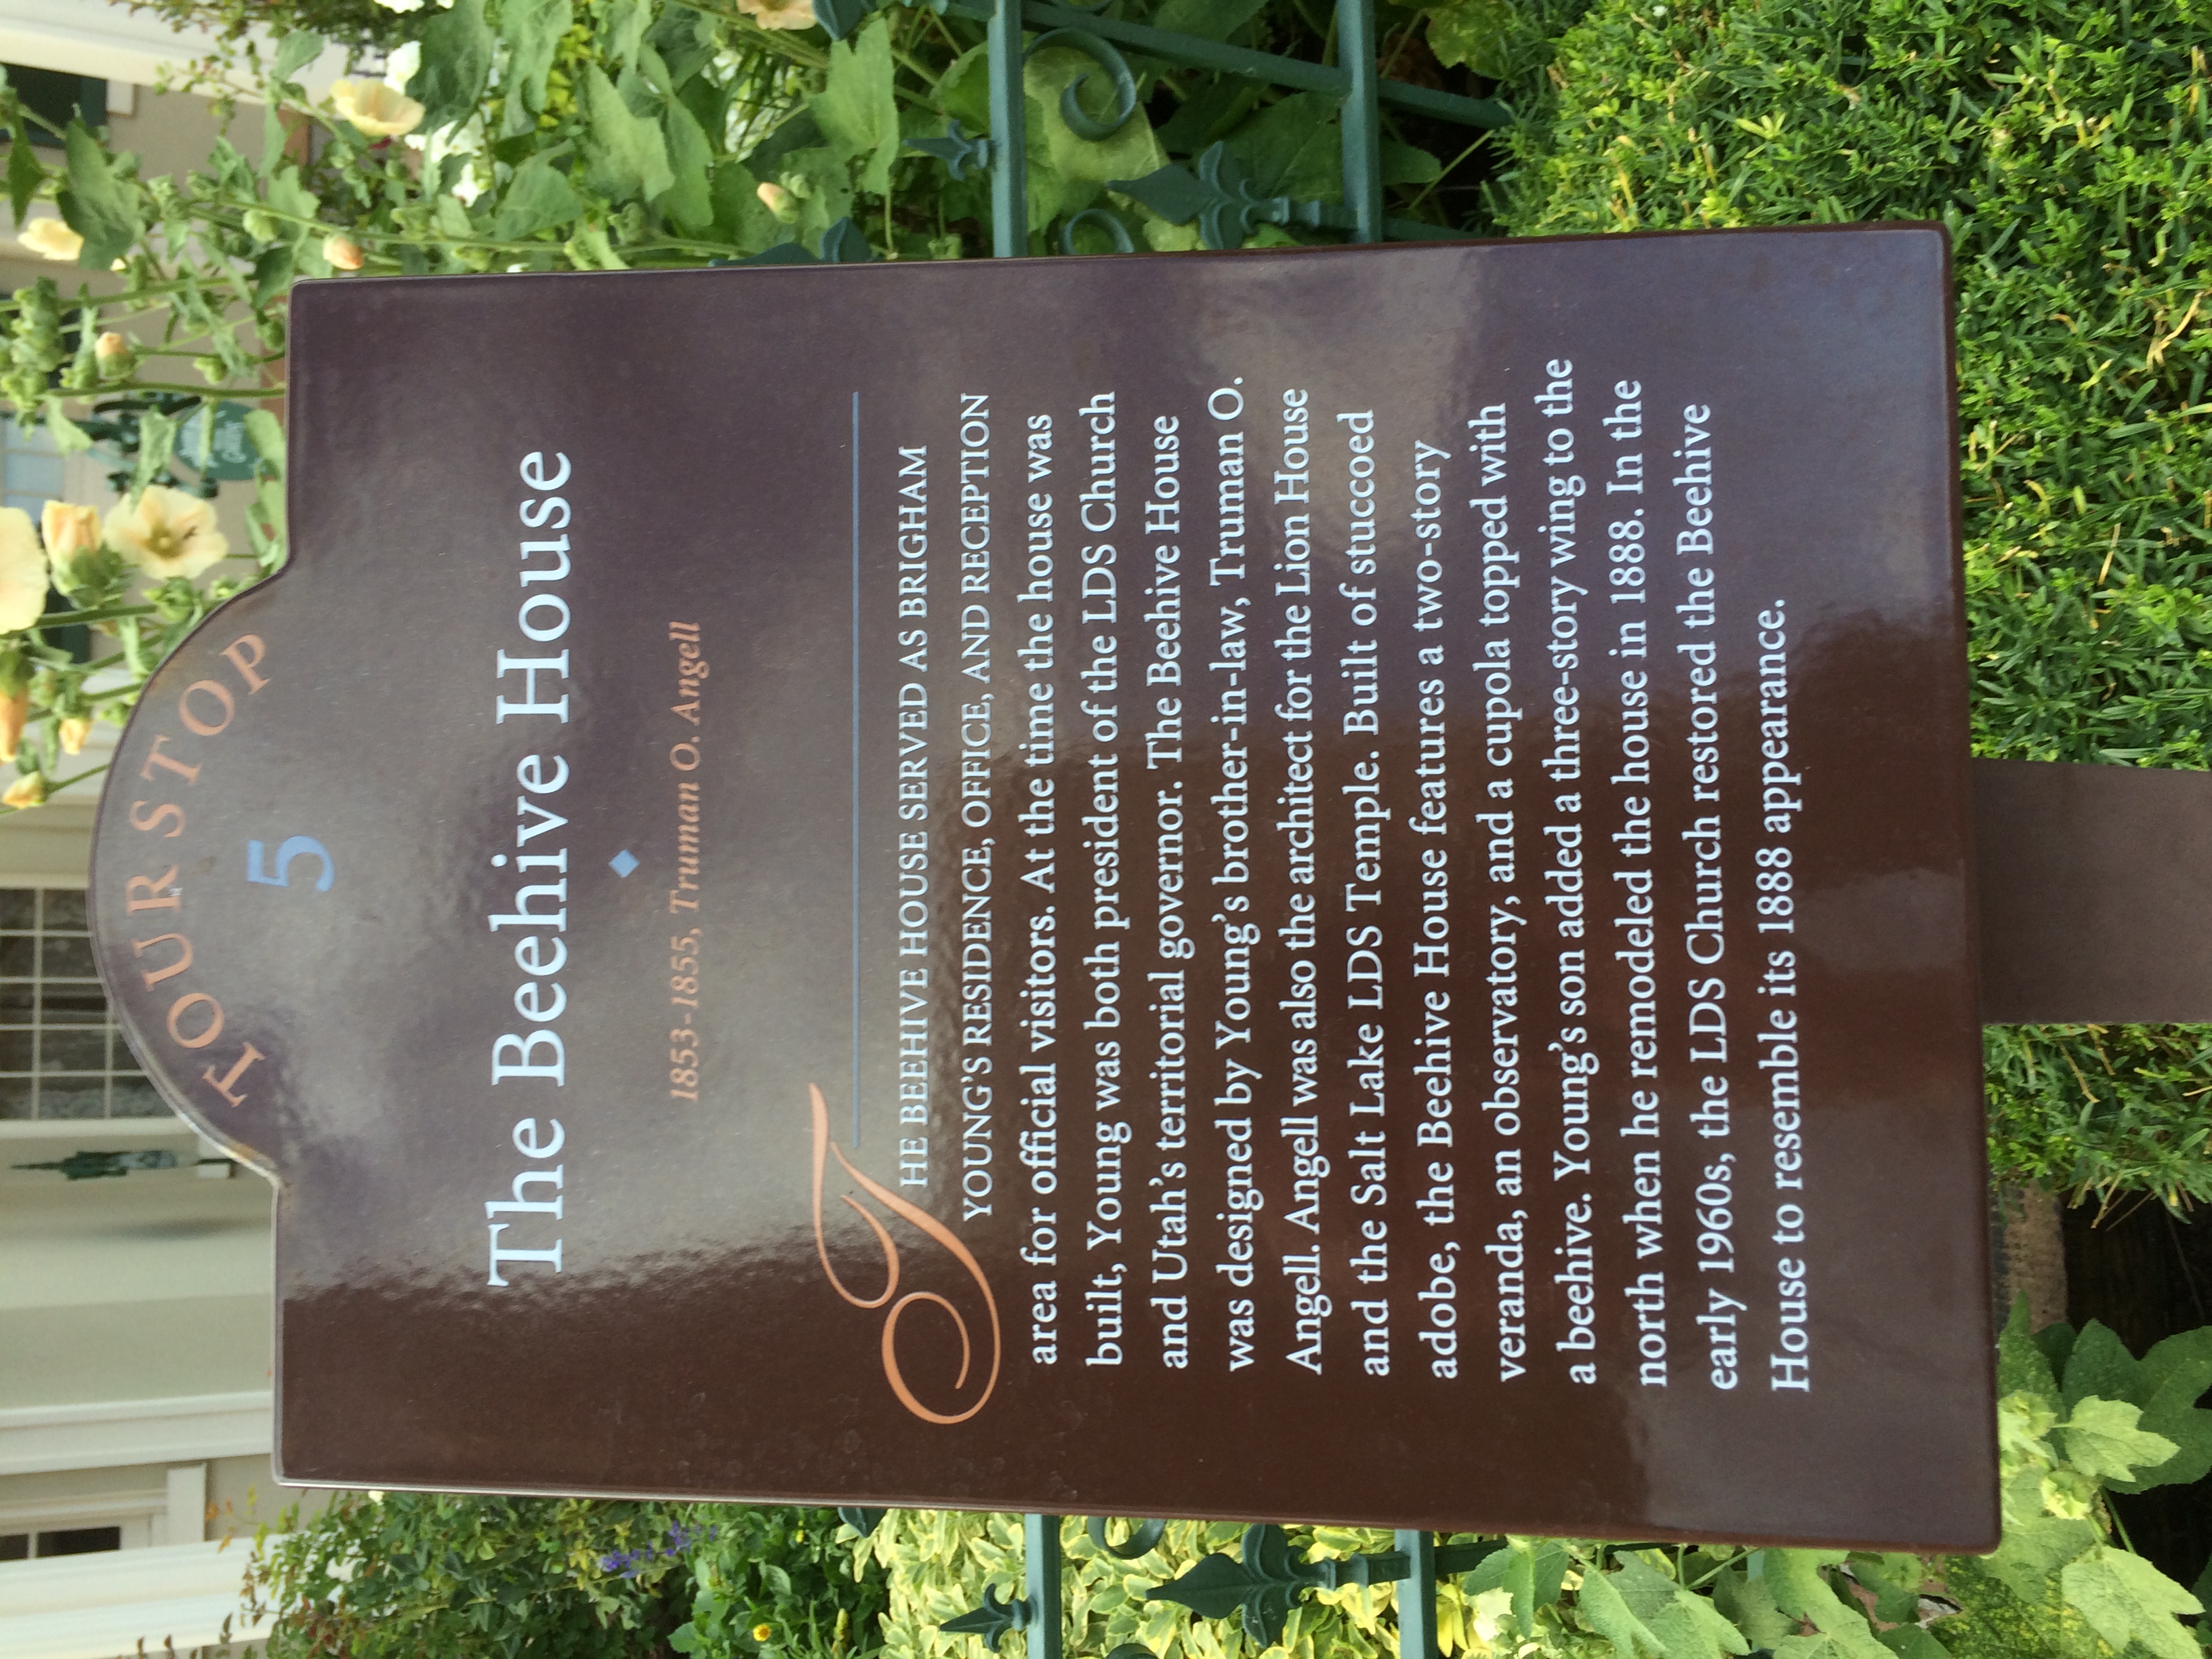 TOUR STOP
5
The Beehive House
1853-1855, Truman O. Angell
THE BEEHIVE HOUSE SERVED AS BRIGHAM
YOUNG'S RESIDENCE, OFFICE, AND RECEPTION
area for official visitors. At the time the house was
built, Young was both president of the LDS Church
and Utah's territorial governor. The Beehive House
was designed by Young's brother-in-law, Truman O.
Angell. Angell was also the architect for the Lion House
and the Salt Lake LDS Temple. Built of stuccoed
adobe, the Beehive House features a two-story
veranda, an observatory, and a cupola topped with
a beehive. Young's son added a three-story wing to the
north when he remodeled the house in 1888. In the
early 1960s, the LDS Church restored the Beehive
House to resemble its 1888 appearance.